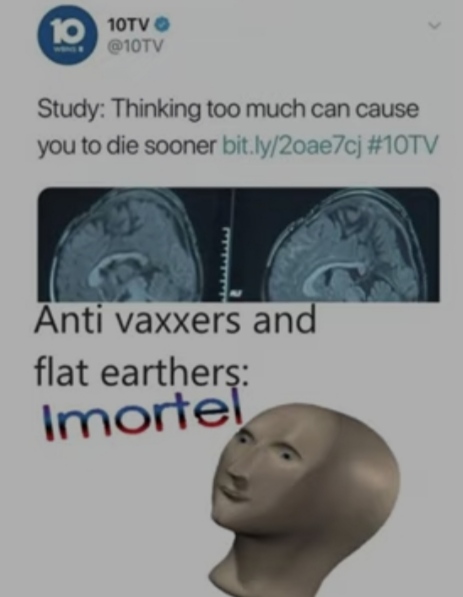 10
10TV
@10TV
Study: Thinking too much can cause
you to die sooner bit.ly/2oae7cj #10TV
Anti vaxxers and
flat earthers:
Imortel